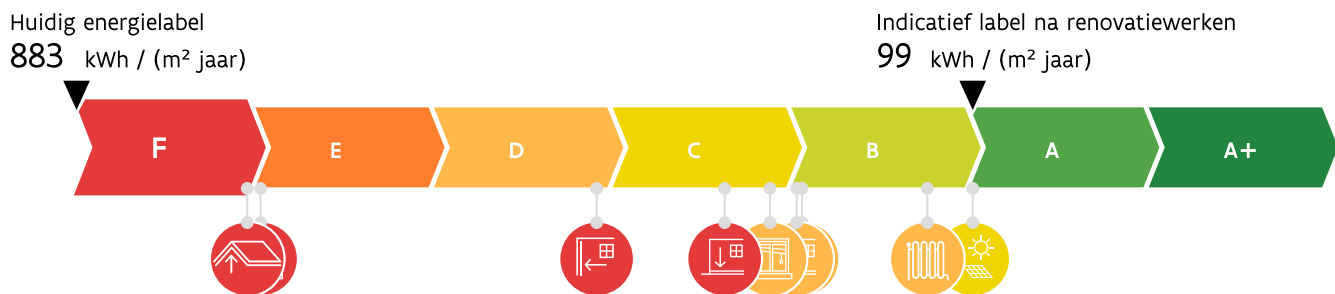 Huidig energielabel
883 kWh / (m² jaar)
Indicatief label na renovatiewerken
99 kWh / (m² jaar)
F E D C B A A+